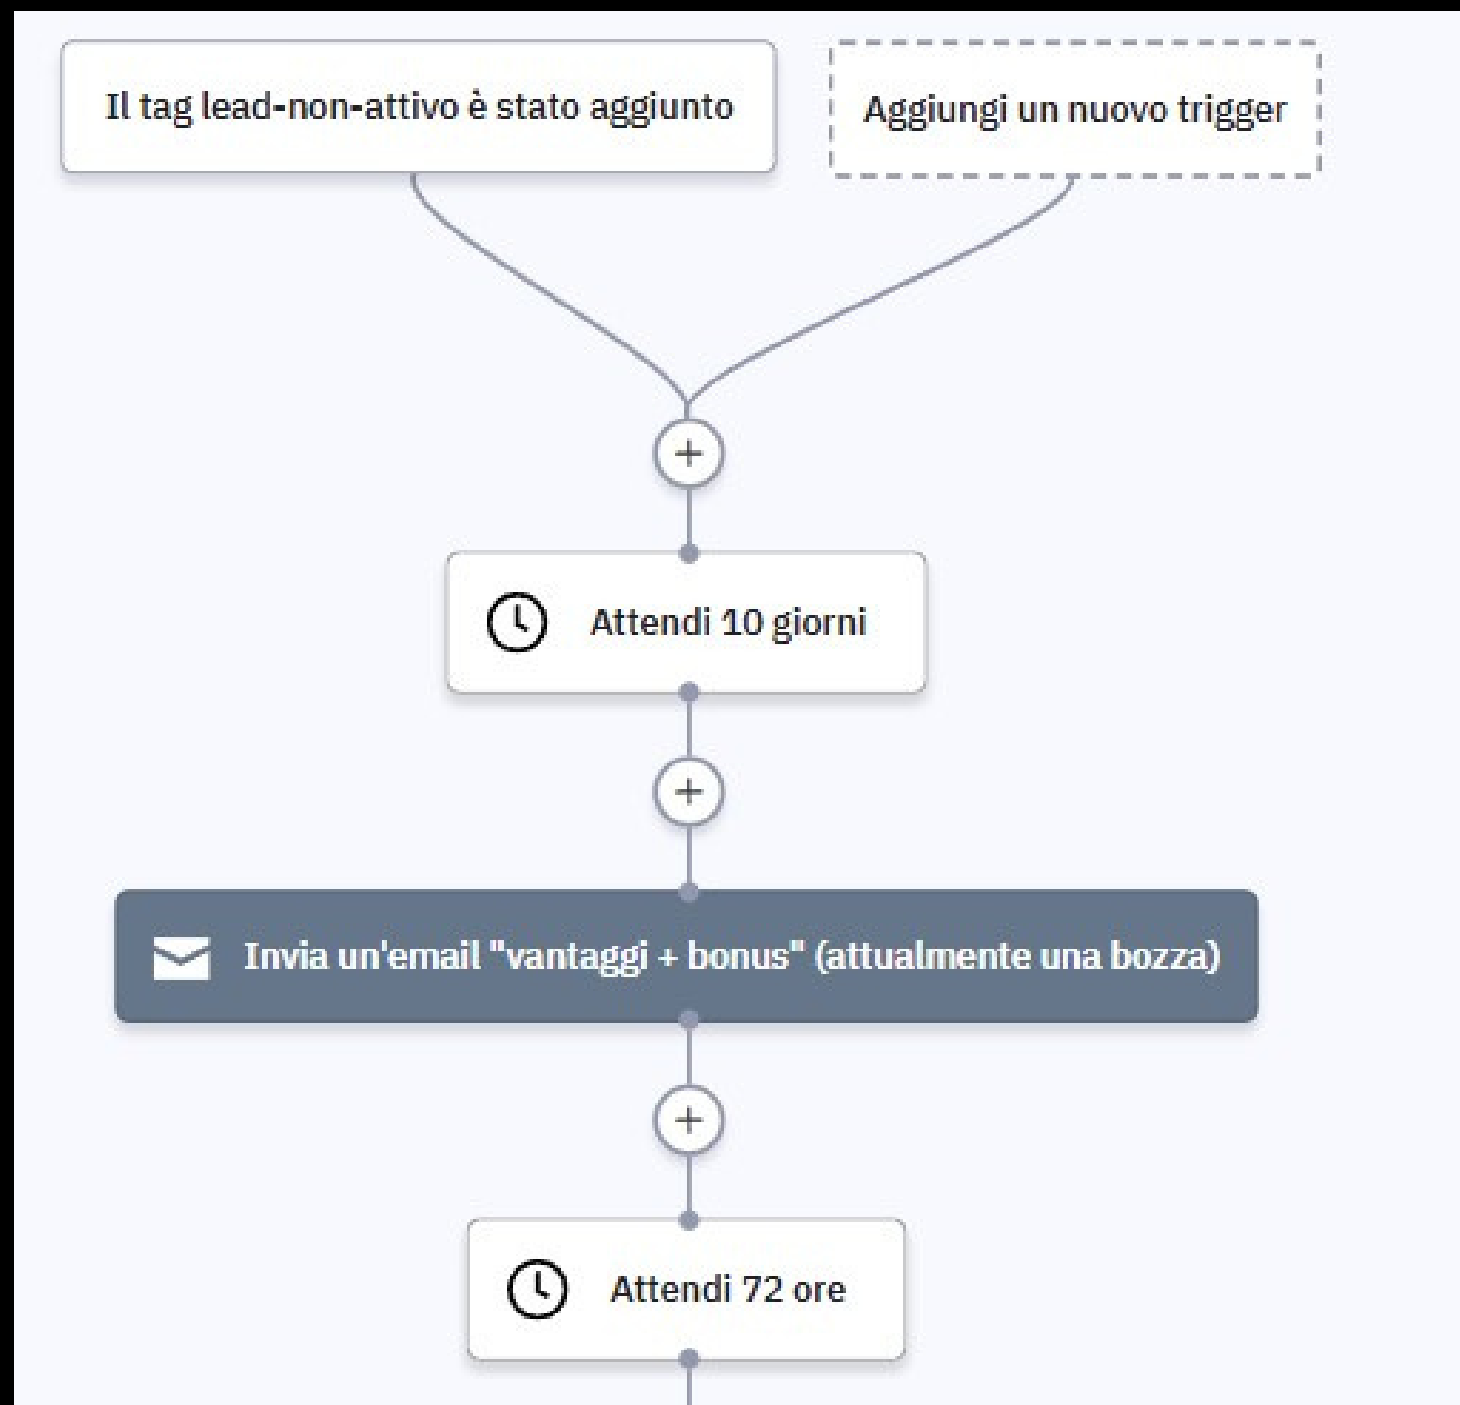 Il tag lead-non-attivo è stato aggiunto
Aggiungi un nuovo trigger
Attendi 10 giorni
Invia un'email "vantaggi + bonus" (attualmente una bozza)
Attendi 72 ore